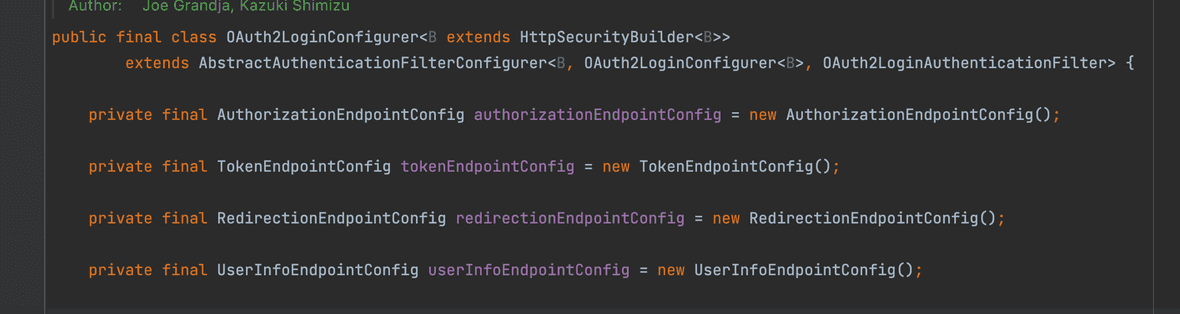 Author: Joe Grandja, Kazuki Shimizu
public final class OAuth2LoginConfigurer<B extends HttpSecurityBuilder<B>>
extends AbstractAuthenticationFilterConfigurer<B, OAuth2LoginConfigurer<B>, OAuth2LoginAuthenticationFilter> {
private final AuthorizationEndpointConfig authorizationEndpointConfig = new AuthorizationEndpointConfig();
private final TokenEndpointConfig tokenEndpointConfig = new TokenEndpointConfig();
private final RedirectionEndpointConfig redirectionEndpointConfig = new RedirectionEndpointConfig();
private final UserInfoEndpointConfig userInfoEndpointConfig = new UserInfoEndpointConfig();